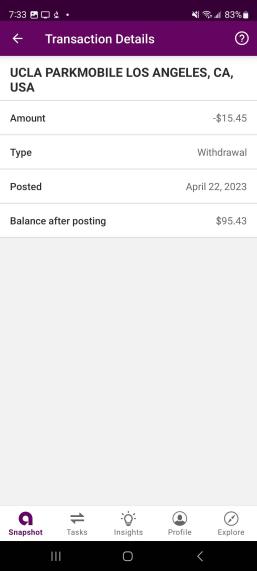 7:33
83%
Transaction Details
UCLA PARKMOBILE LOS ANGELES, CA,
USA
Amount -$15.45
Type Withdrawal
Posted April 22, 2023
Balance after posting $95.43
Snapshot Tasks Insights Profile Explore